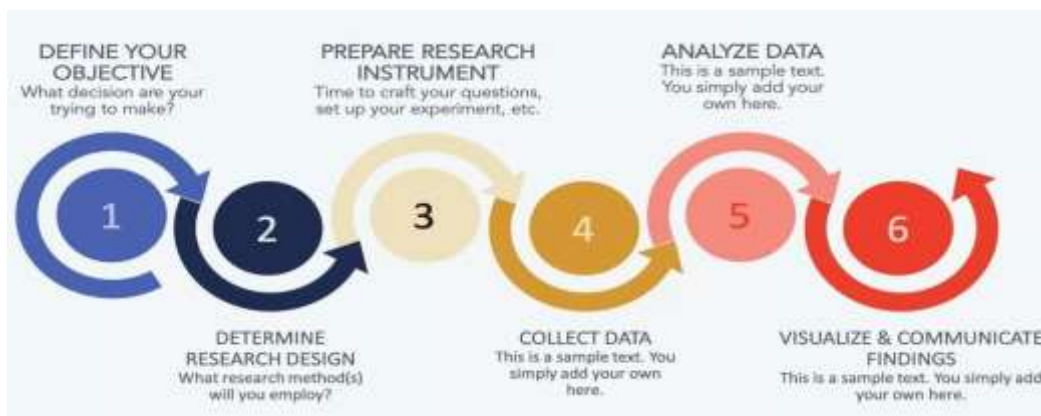 DEFINE YOUR
OBJECTIVE
What decision are your
trying to make?
1
DETERMINE
RESEARCH DESIGN
What research method(s)
will you employ?
2
PREPARE RESEARCH
INSTRUMENT
Time to craft your questions,
set up your experiment, etc.
3
COLLECT DATA
This is a sample text. You
simply add your own
here.
4
ANALYZE DATA
This is a sample text.
You simply add your
own here.
5
VISUALIZE & COMMUNICATE
FINDINGS
This is a sample text. You simply add
your own here.
6